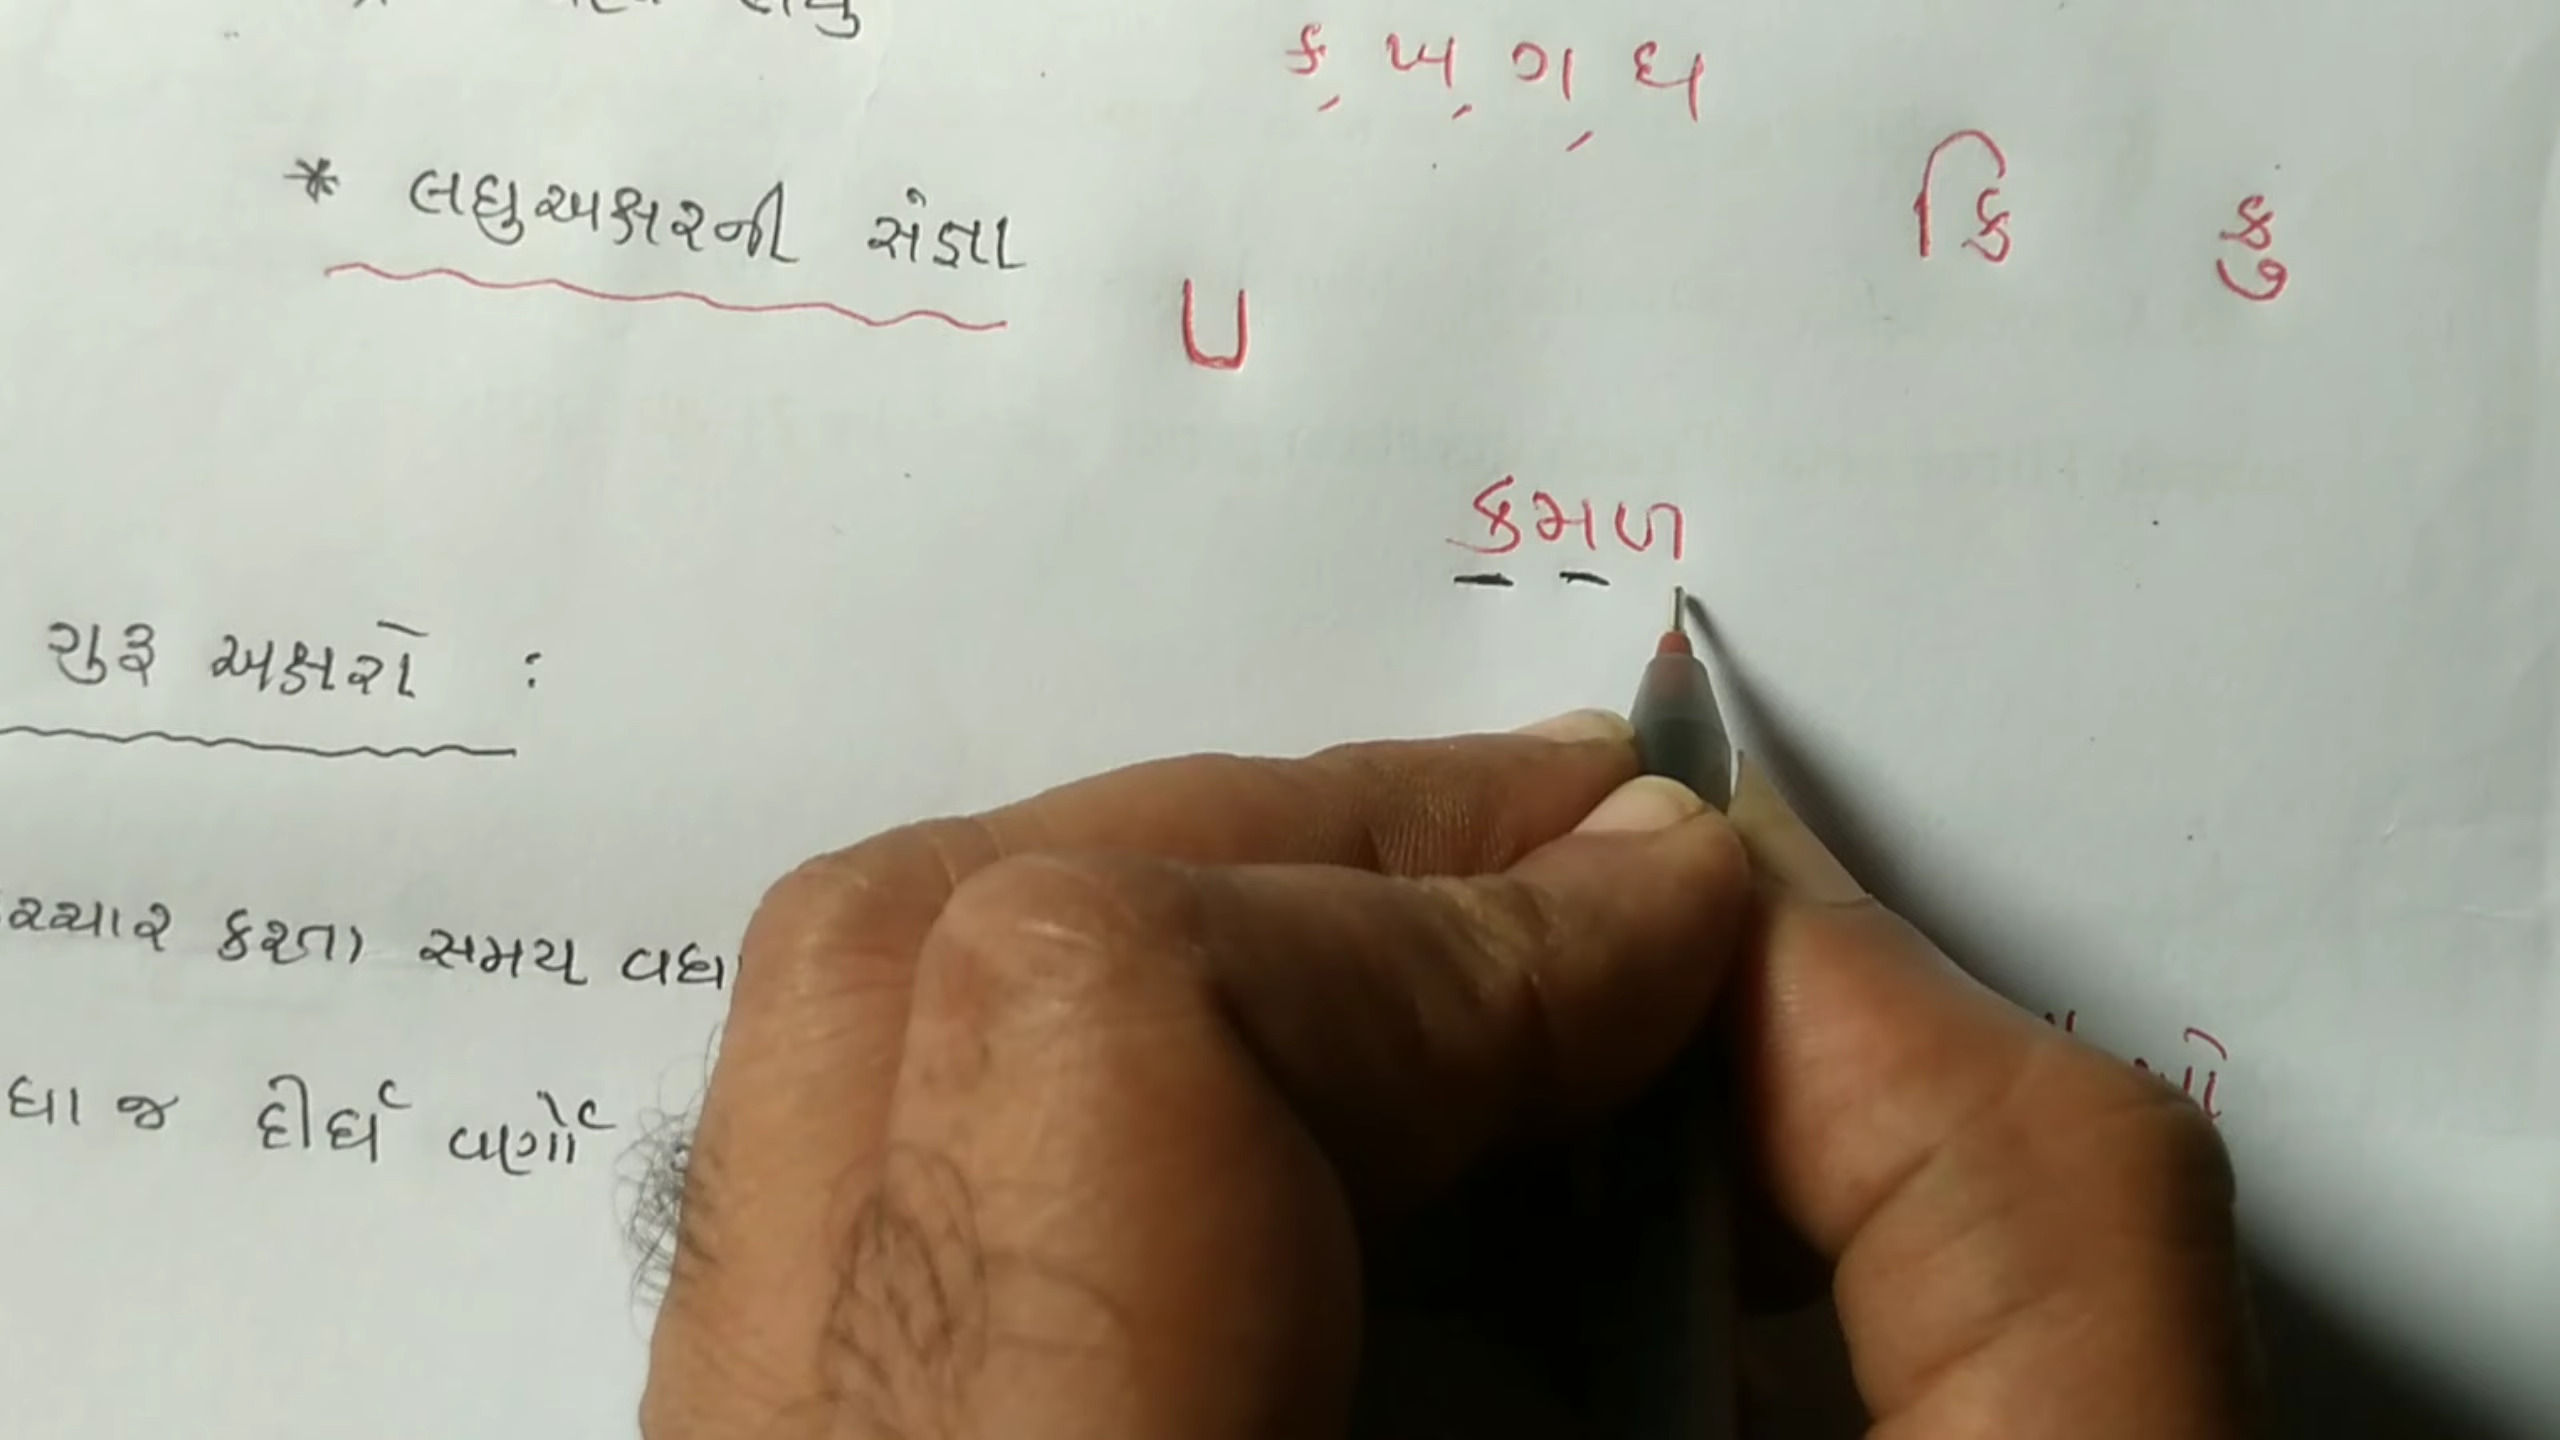 ક, ખ, ગ, ઘ
* લઘુઅક્ષરની સંજ્ઞા
U
કિ કુ
કમળ
ગુરૂ અક્ષરો :
ચ્ચાર કરતા સમય વધા
ધા જ દીર્ઘ વર્ણો